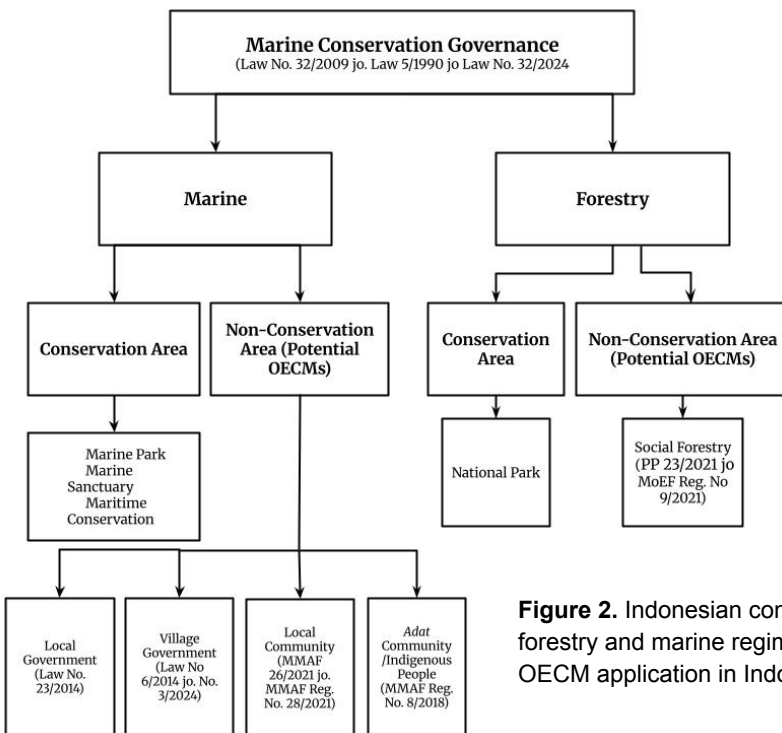 Marine Conservation Governance
(Law No. 32/2009 jo. Law 5/1990 jo Law No. 32/2024
Marine
Forestry
Conservation Area
Non-Conservation
Area (Potential
OECMs)
Conservation
Area
Non-Conservation Area
(Potential OECMs)
Marine Park
Marine
Sanctuary
Maritime
Conservation
National Park
Social Forestry
(PP 23/2021 jo
MoEF Reg. No
9/2021)
Local
Government
(Law No.
23/2014)
Village
Government
(Law No
6/2014 jo. No.
3/2024)
Local
Community
(MMAF
26/2021 jo.
MMAF Reg.
No. 28/2021)
Adat
Community
/Indigenous
People
(MMAF Reg.
No. 8/2018)
Figure 2. Indonesian con
forestry and marine regim
OECM application in Indo